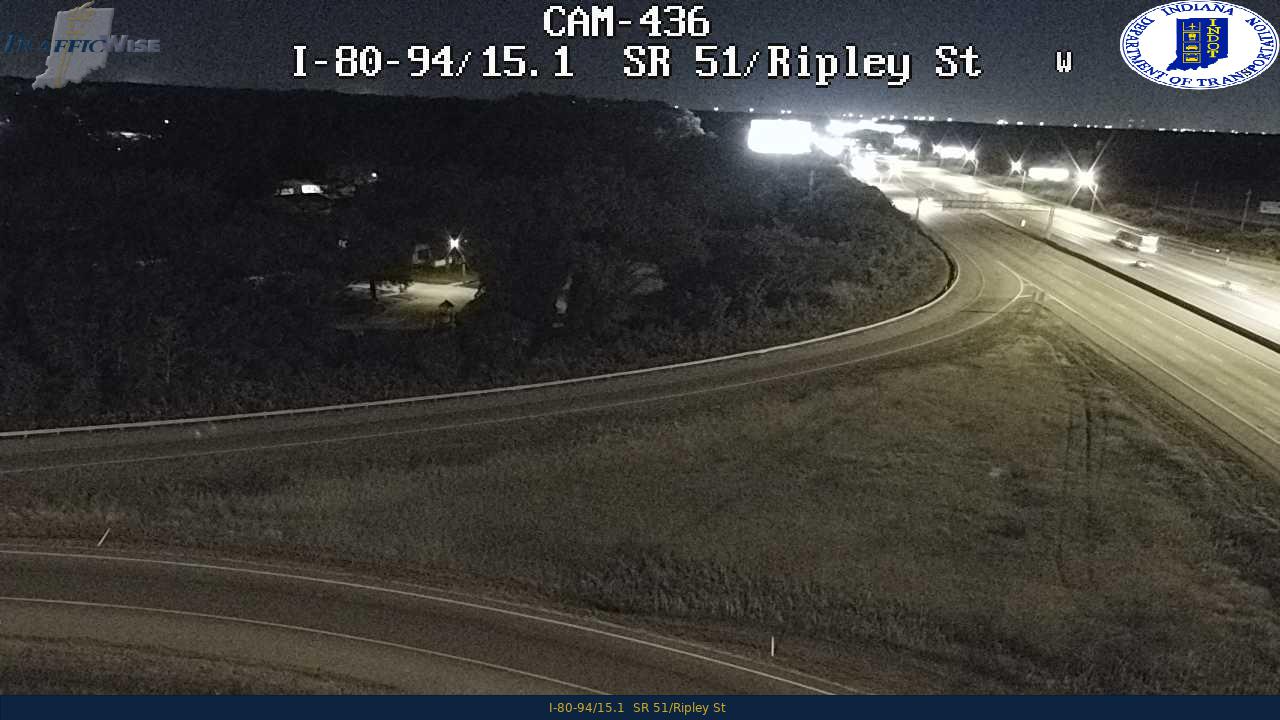 CAM-436
I-80-94/15.1 SR 51/Ripley St W
TRAFFICWISE
INDIANA
DEPARTMENT OF TRANSPORTATION
INDOT
I-80-94/15.1 SR 51/Ripley St